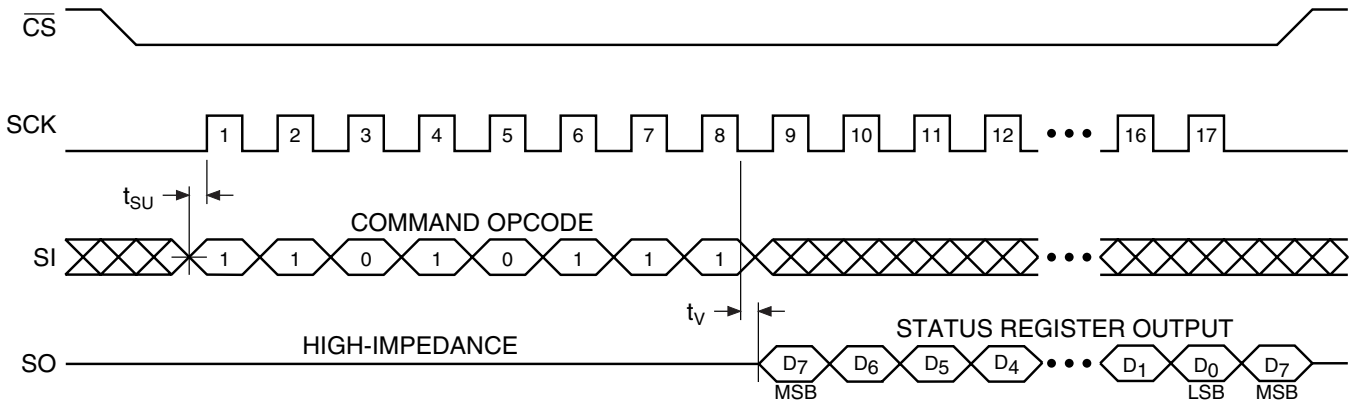 CS
SCK 1 2 3 4 5 6 7 8 9 10 11 12 ••• 16 17
tSU
COMMAND OPCODE
SI 1 1 0 1 0 1 1 1 •••
tV
HIGH-IMPEDANCE STATUS REGISTER OUTPUT
SO D7 D6 D5 D4 ••• D1 D0 D7
MSB LSB MSB